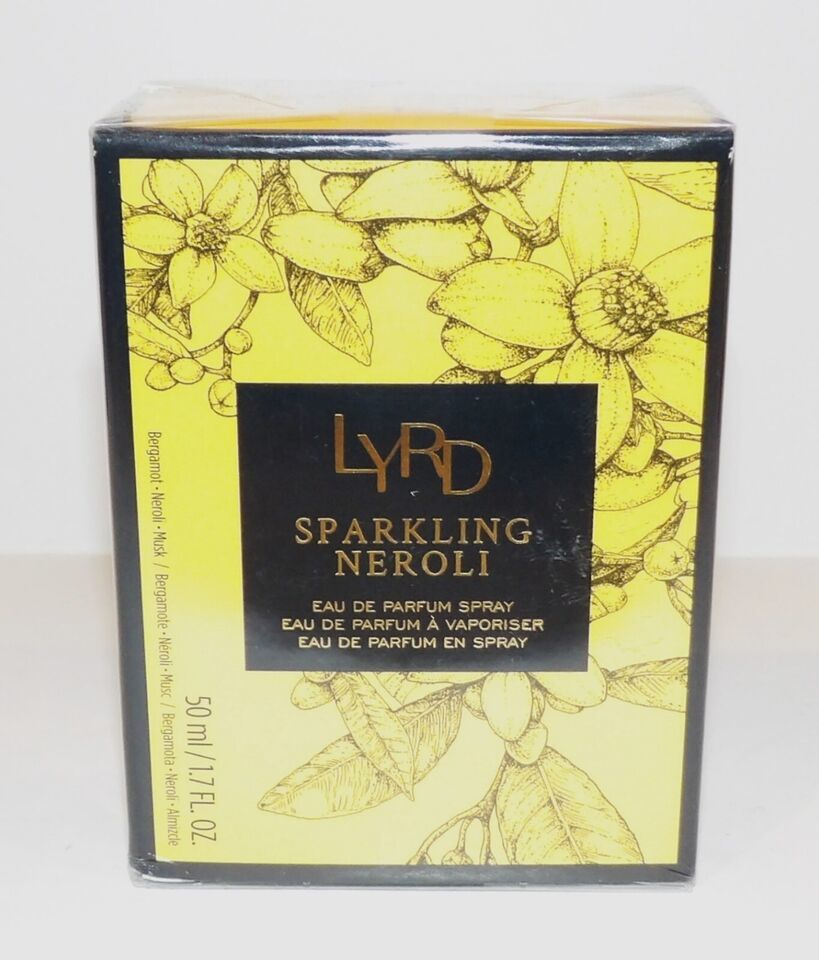 LYRD
SPARKLING
NEROLI
EAU DE PARFUM SPRAY
EAU DE PARFUM À VAPORISER
EAU DE PARFUM EN SPRAY
Bergamot · Neroli · Musk / Bergamote · Néroli · Musc / Bergamota · Neroli · Almizcle
50 ml / 1.7 FL. OZ.